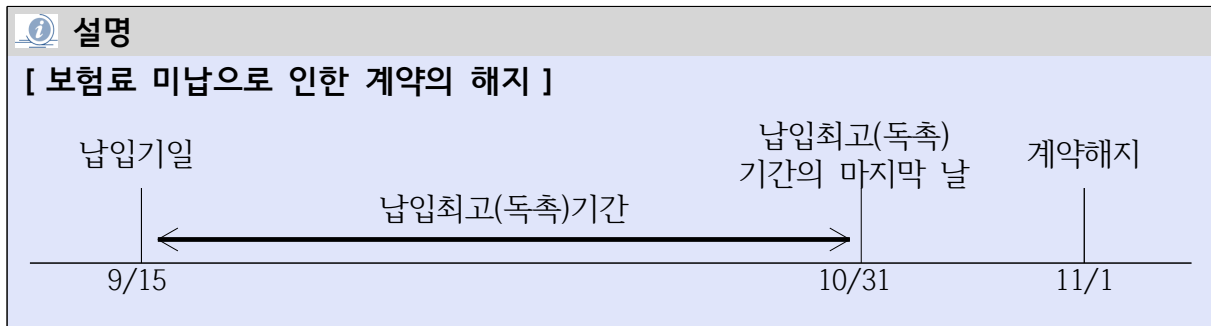 설명
[ 보험료 미납으로 인한 계약의 해지 ]
납입기일
납입최고(독촉)
기간의 마지막 날
계약해지
납입최고(독촉)기간
9/15
10/31
11/1